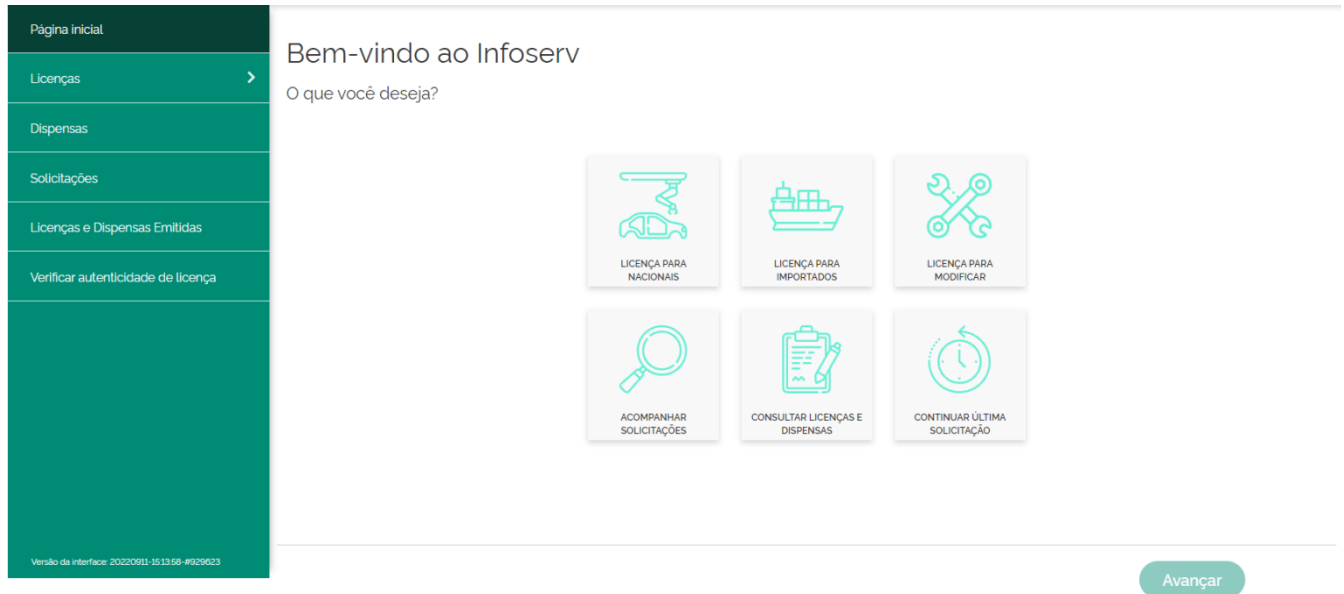 Página inicial
Licenças
Dispensas
Solicitações
Licenças e Dispensas Emitidas
Verificar autenticidade de licença
Versão da interface: 20220911-1513:58-#929623
Bem-vindo ao Infoserv
O que você deseja?
LICENÇA PARA
NACIONAIS
LICENÇA PARA
IMPORTADOS
LICENÇA PARA
MODIFICAR
ACOMPANHAR
SOLICITAÇÕES
CONSULTAR LICENÇAS E
DISPENSAS
CONTINUAR ÚLTIMA
SOLICITAÇÃO
Avançar